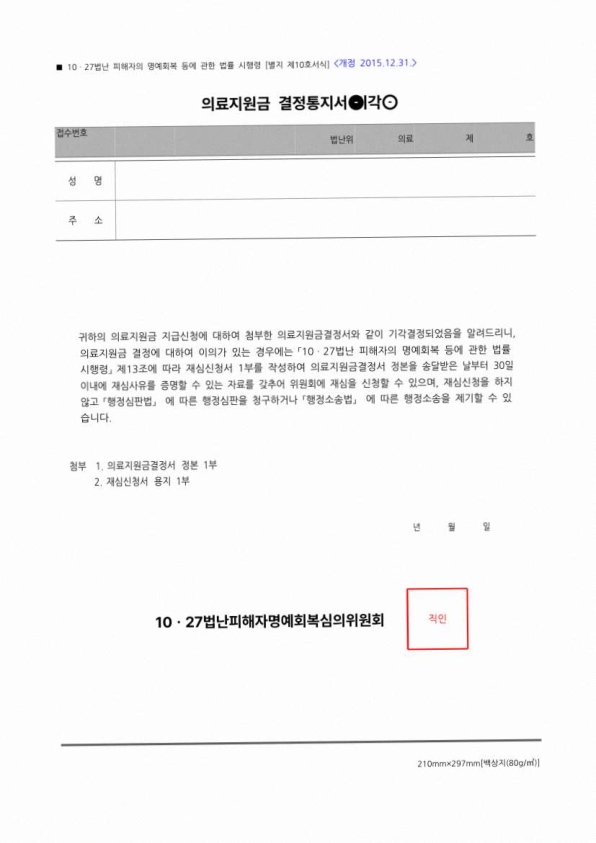 ■ 10·27법난 피해자의 명예회복 등에 관한 법률 시행령 [별지 제10호서식] <개정 2015.12.31.>
의료지원금 결정통지서 각
접수번호
법난위 의료 제 호
성 명
주 소
귀하의 의료지원금 지급신청에 대하여 첨부한 의료지원금결정서와 같이 기각결정되었음을 알려드리니,
의료지원금 결정에 대하여 이의가 있는 경우에는 「10·27법난 피해자의 명예회복 등에 관한 법률
시행령」 제13조에 따라 재심신청서 1부를 작성하여 의료지원금결정서 정본을 송달받은 날부터 30일
이내에 재심사유를 증명할 수 있는 자료를 갖추어 위원회에 재심을 신청할 수 있으며, 재심신청을 하지
않고 「행정심판법」 에 따른 행정심판을 청구하거나 「행정소송법」 에 따른 행정소송을 제기할 수 있
습니다.
첨부 1. 의료지원금결정서 정본 1부
2. 재심신청서 용지 1부
년 월 일
10·27법난피해자명예회복심의위원회
직인
210mm×297mm[백상지(80g/㎡)]